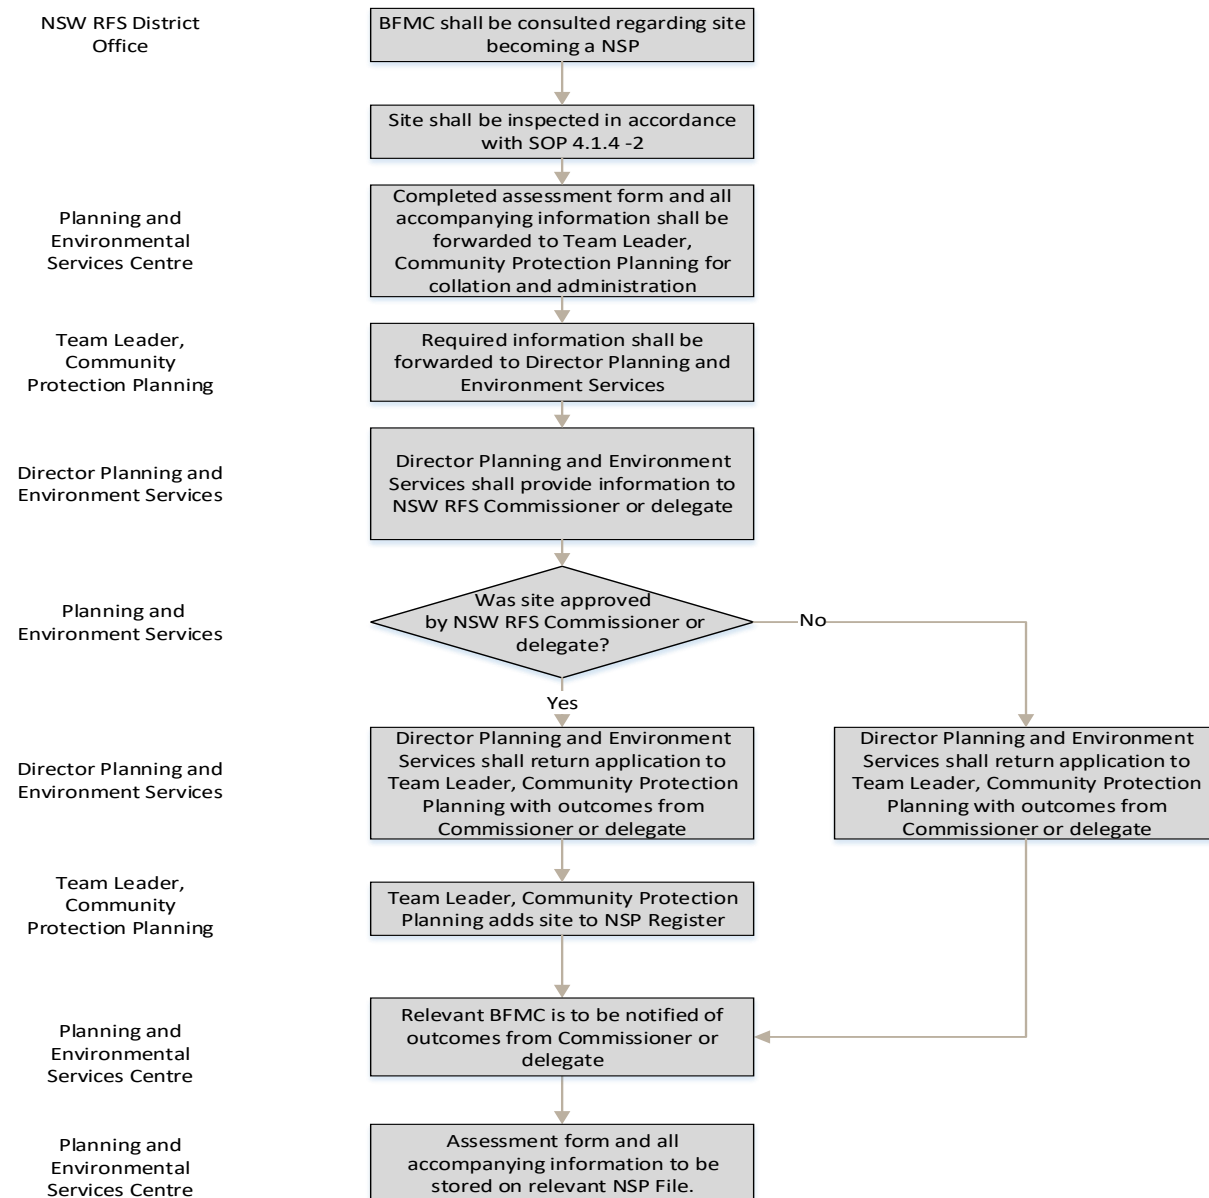 NSW RFS District
Office
BFMC shall be consulted regarding site
becoming a NSP
Site shall be inspected in accordance
with SOP 4.1.4 -2
Planning and
Environmental
Services Centre
Completed assessment form and all
accompanying information shall be
forwarded to Team Leader,
Community Protection Planning for
collation and administration
Team Leader,
Community
Protection Planning
Required information shall be
forwarded to Director Planning and
Environment Services
Director Planning and
Environment Services
Director Planning and Environment
Services shall provide information to
NSW RFS Commissioner or delegate
Planning and
Environment Services
Was site approved
by NSW RFS Commissioner or
delegate?
No
Yes
Director Planning and
Environment Services
Director Planning and Environment
Services shall return application to
Team Leader, Community Protection
Planning with outcomes from
Commissioner or delegate
Director Planning and Environment
Services shall return application to
Team Leader, Community Protection
Planning with outcomes from
Commissioner or delegate
Team Leader,
Community
Protection Planning
Team Leader, Community Protection
Planning adds site to NSP Register
Planning and
Environmental
Services Centre
Relevant BFMC is to be notified of
outcomes from Commissioner or
delegate
Planning and
Environmental
Services Centre
Assessment form and all
accompanying information to be
stored on relevant NSP File.